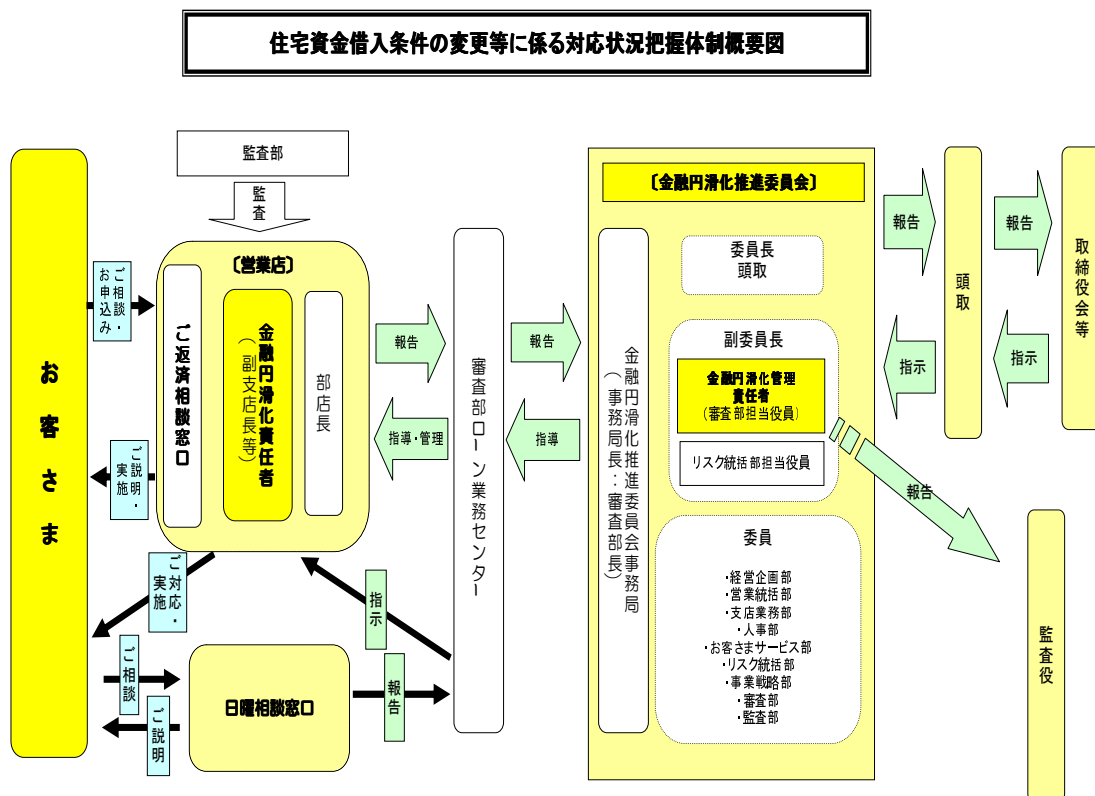 住宅資金借入条件の変更等に係る対応状況把握体制概要図
監査部
監査
お客さま
ご相談・
お申込み
ご説明・
実施
ご対応・
実施
ご相談
ご説明
〔営業店〕
ご返済相談窓口
金融円滑化責任者
(副支店長等)
部店長
日曜相談窓口
報告
指導・管理
指示
報告
審査部ローン業務センター
報告
指導
〔金融円滑化推進委員会〕
金融円滑化推進委員会事務局
(事務局長:審査部長)
委員長
頭取
副委員長
金融円滑化管理
責任者
(審査部担当役員)
リスク統括部担当役員
委員
・経営企画部
・営業統括部
・支店業務部
・人事部
・お客さまサービス部
・リスク統括部
・事業戦略部
・審査部
・監査部
報告
指示
頭取
報告
指示
取締役会等
報告
監査役